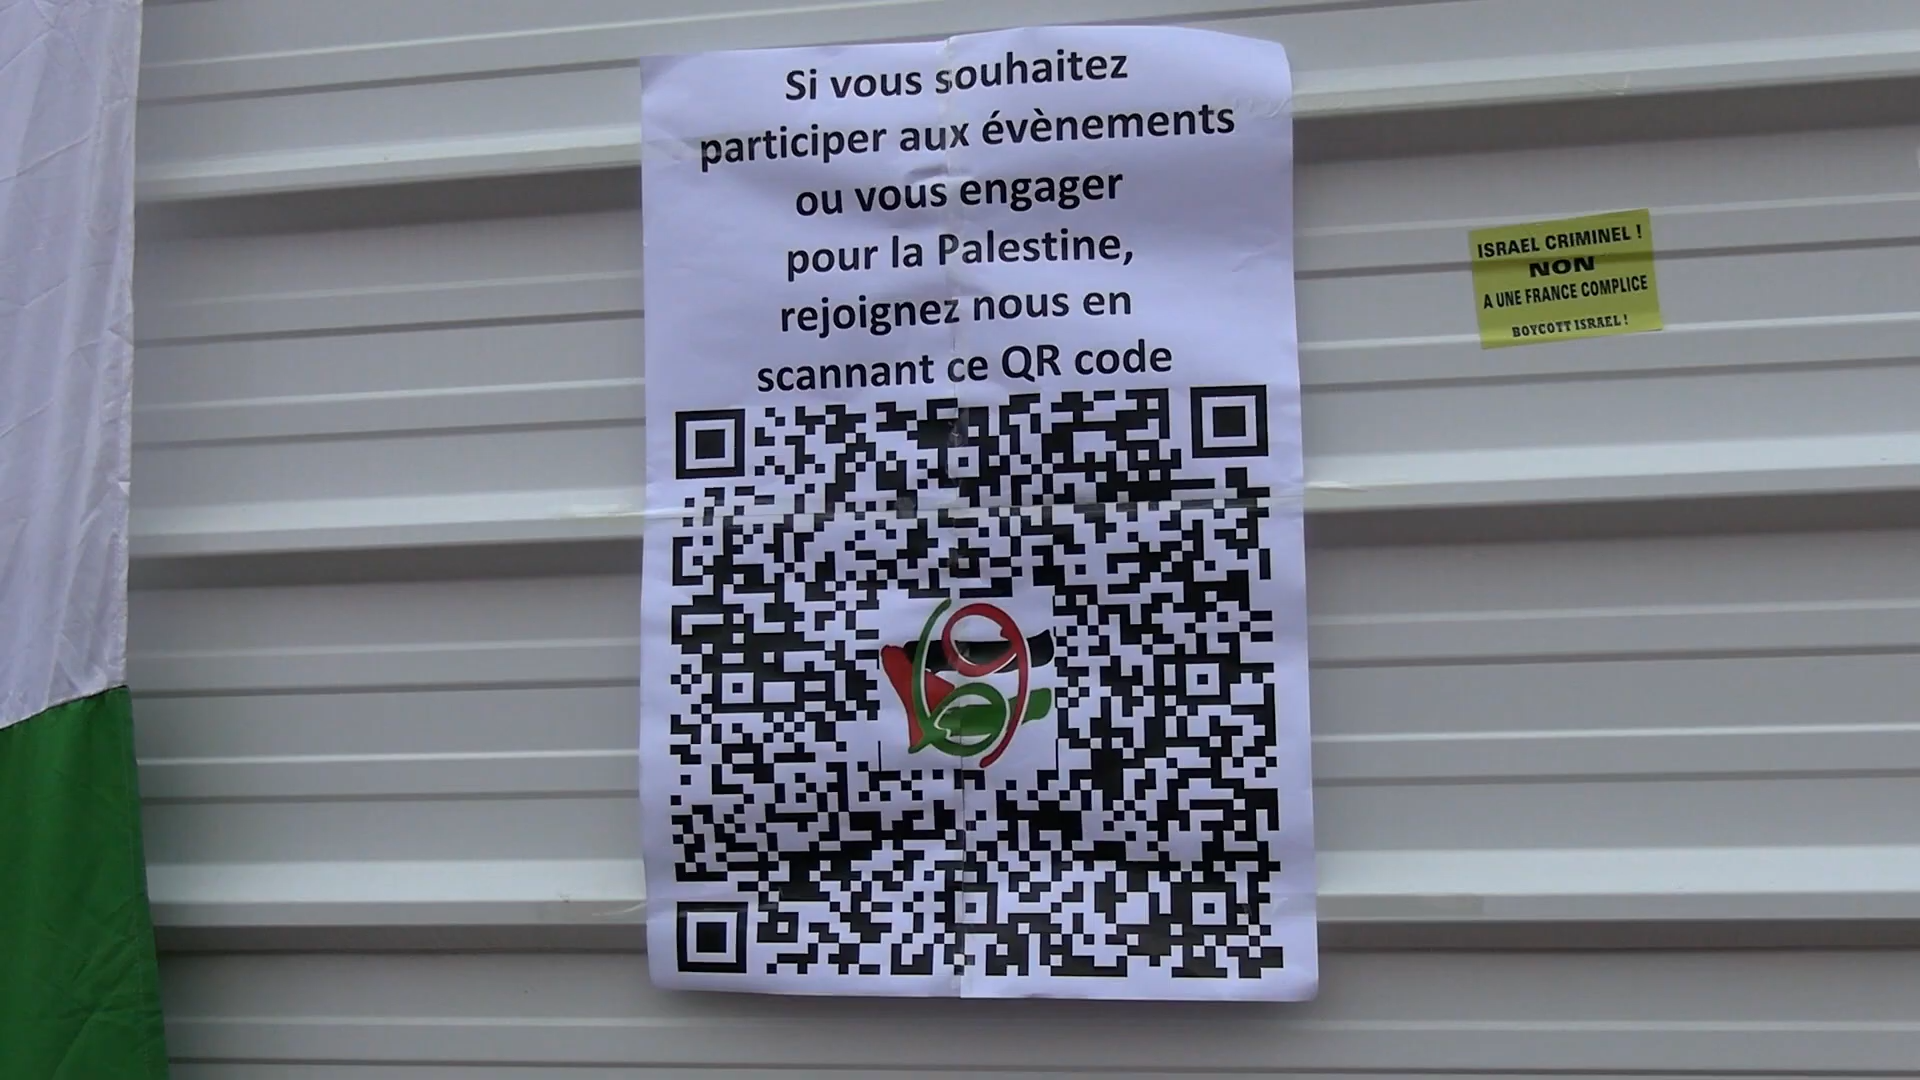 Si vous souhaitez
participer aux évènements
ou vous engager
pour la Palestine,
rejoignez nous en
scannant ce QR code
ISRAEL CRIMINEL !
NON
A UNE FRANCE COMPLICE
BOYCOTT ISRAEL !